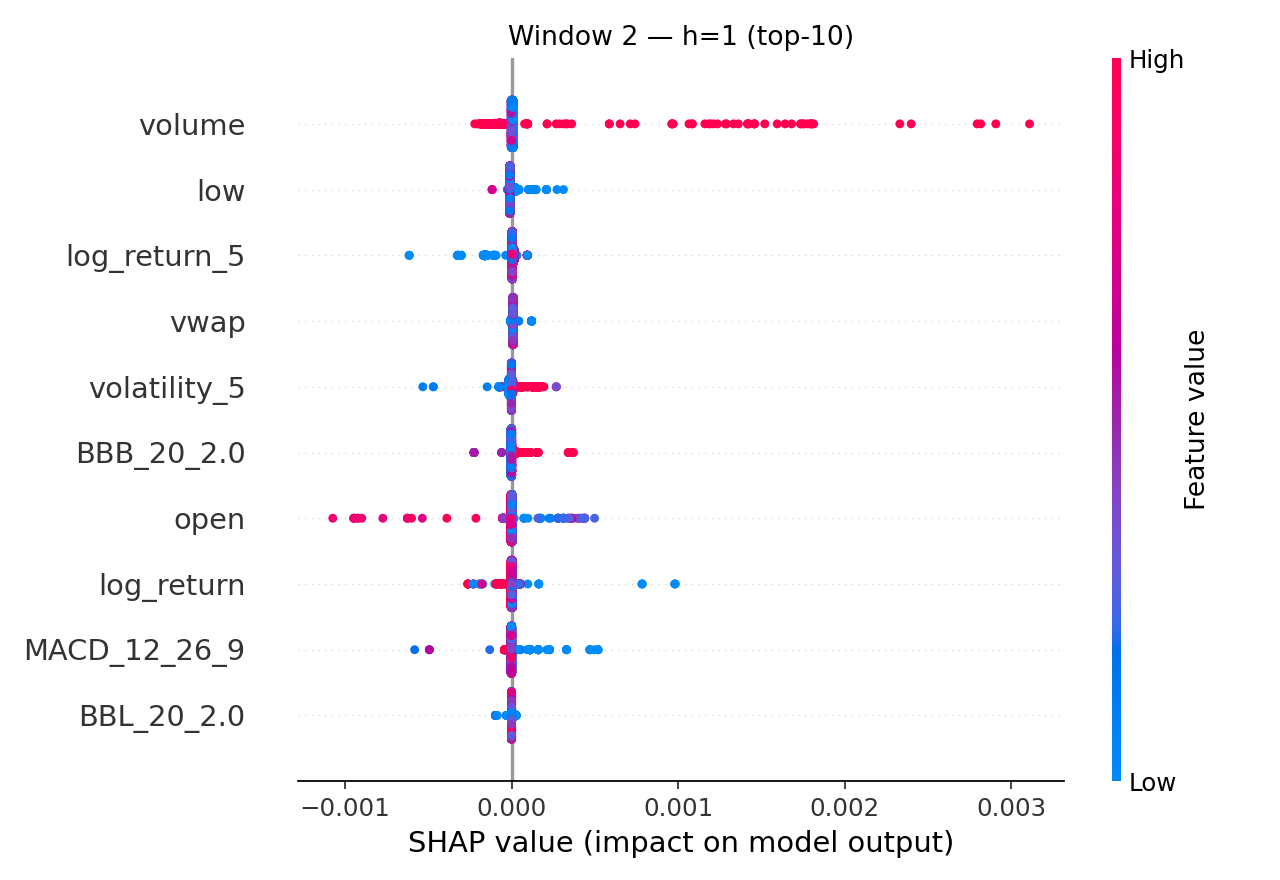 Window 2 — h=1 (top-10)
High
volume
low
log_return_5
vwap
volatility_5
BBB_20_2.0
open
log_return
MACD_12_26_9
BBL_20_2.0
Feature value
Low
−0.001 0.000 0.001 0.002 0.003
SHAP value (impact on model output)